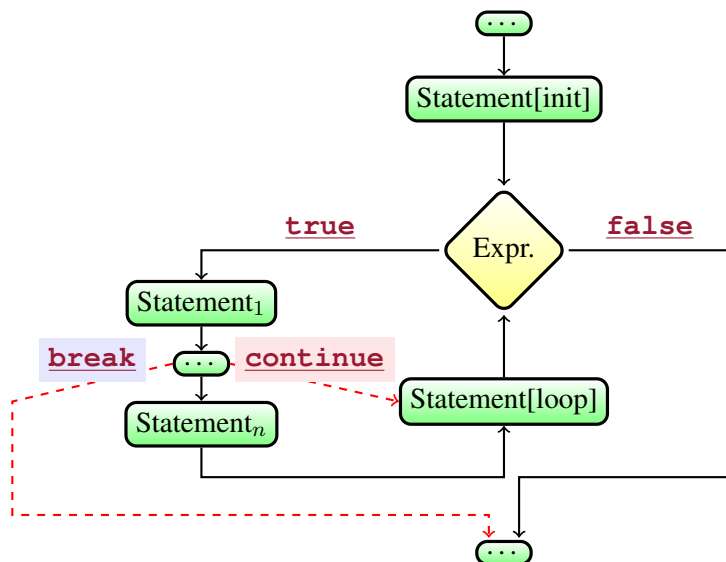 ...
Statement[init]
true
Expr.
false
Statement₁
break
...
continue
Statement[loop]
Statementₙ
...